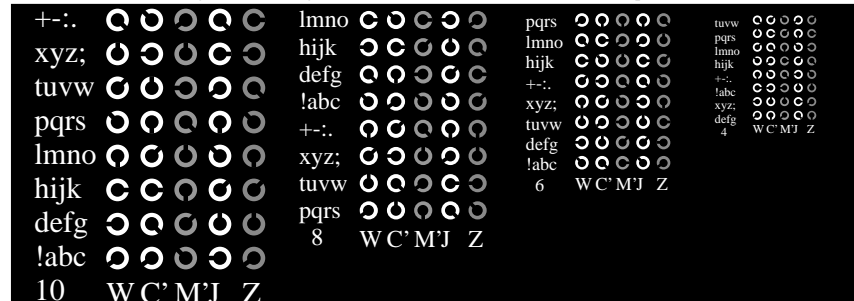 +-:.
xyz;
tuvw
pqrs
lmno
hijk
defg
!abc
10 W C’ M’J Z
lmno
hijk
defg
!abc
+-:.
xyz;
tuvw
pqrs
8 W C’ M’J Z
pqrs
lmno
hijk
+-:.
xyz;
tuvw
defg
!abc
6 W C’ M’J Z
tuvw
pqrs
lmno
hijk
+-:.
!abc
xyz;
defg
4 W C’ M’J Z